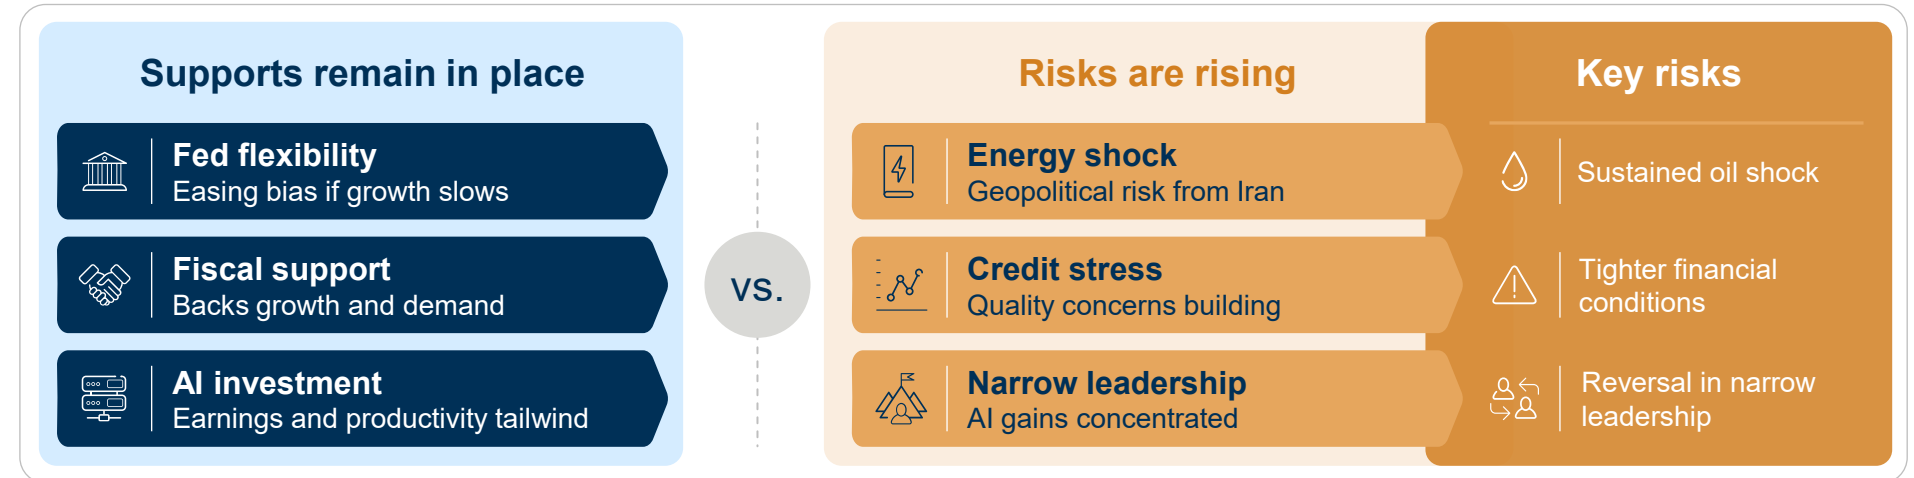 Supports remain in place
Fed flexibility
Easing bias if growth slows
Fiscal support
Backs growth and demand
AI investment
Earnings and productivity tailwind
vs.
Risks are rising
Energy shock
Geopolitical risk from Iran
Credit stress
Quality concerns building
Narrow leadership
AI gains concentrated
Key risks
Sustained oil shock
Tighter financial
conditions
Reversal in narrow
leadership